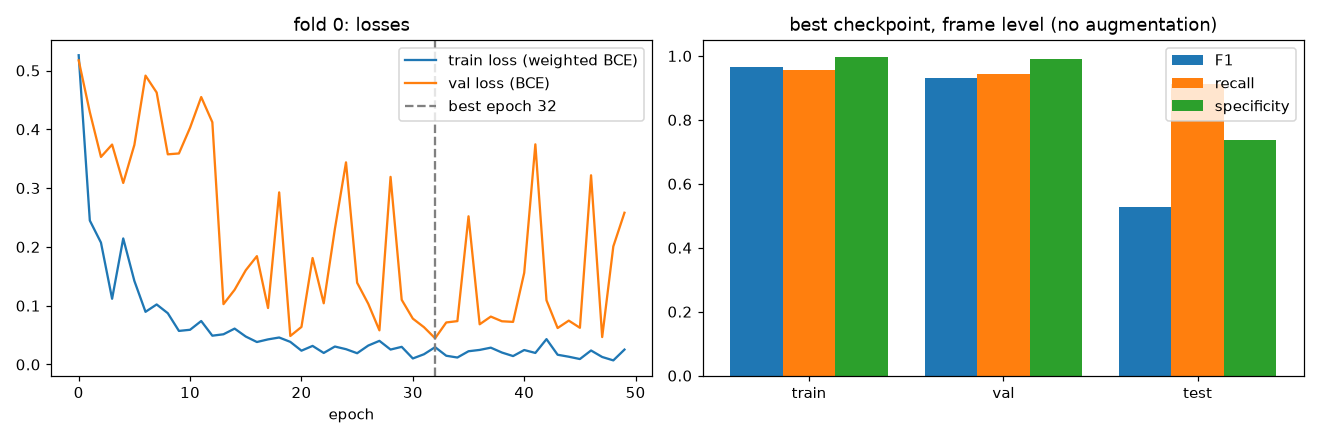 fold 0: losses
train loss (weighted BCE)
val loss (BCE)
best epoch 32
0.5
0.4
0.3
0.2
0.1
0.0
0
10
20
30
40
50
epoch
best checkpoint, frame level (no augmentation)
F1
recall
specificity
1.0
0.8
0.6
0.4
0.2
0.0
train
val
test